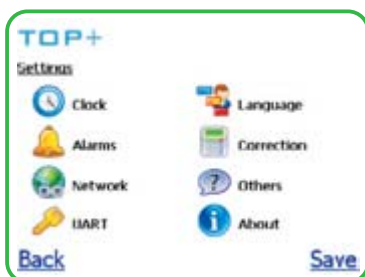 TOP+
Settings
Clock
Language
Alarms
Correction
Network
Others
UART
About
Back
Save